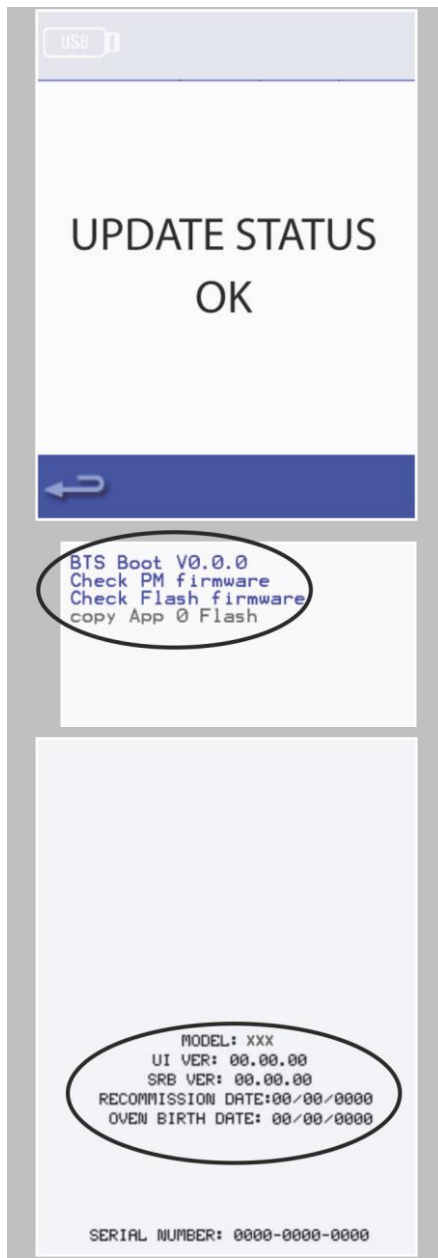 USB
UPDATE STATUS
OK
BTS Boot V0.0.0
Check PM firmware
Check Flash firmware
copy App 0 Flash
MODEL: XXX
UI VER: 00.00.00
SRB VER: 00.00.00
RECOMMISSION DATE:00/00/0000
OVEN BIRTH DATE: 00/00/0000
SERIAL NUMBER: 0000-0000-0000